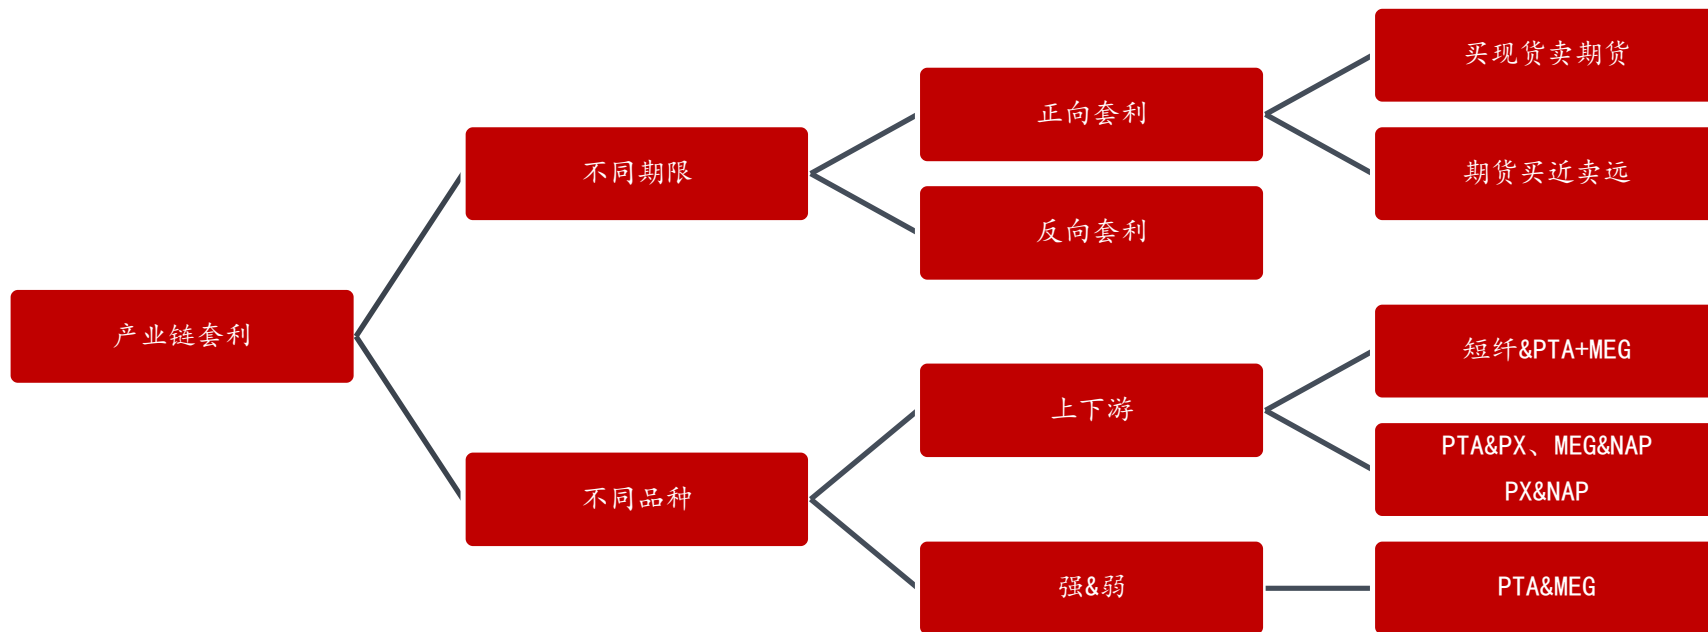 产业链套利
不同期限
正向套利
买现货卖期货
期货买近卖远
反向套利
不同品种
上下游
短纤&PTA+MEG
PTA&PX、MEG&NAP
PX&NAP
强&弱
PTA&MEG